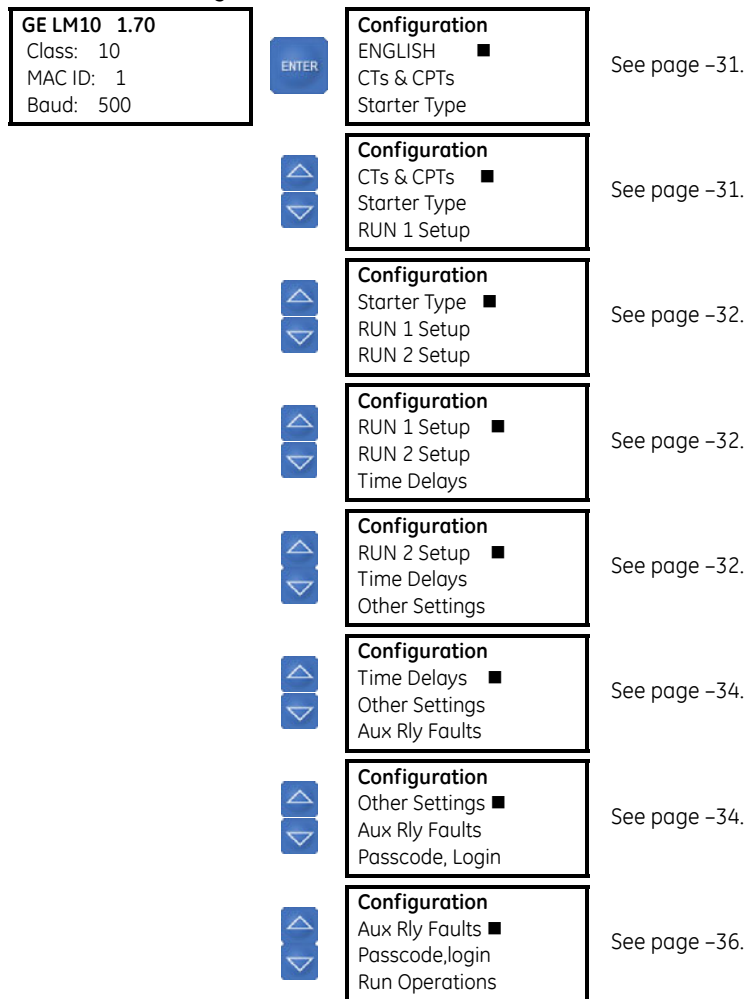 GE LM10 1.70
Class: 10
MAC ID: 1
Baud: 500
ENTER
Configuration
ENGLISH ■
CTs & CPTs
Starter Type
See page –31.
Configuration
CTs & CPTs ■
Starter Type
RUN 1 Setup
See page –31.
Configuration
Starter Type ■
RUN 1 Setup
RUN 2 Setup
See page –32.
Configuration
RUN 1 Setup ■
RUN 2 Setup
Time Delays
See page –32.
Configuration
RUN 2 Setup ■
Time Delays
Other Settings
See page –32.
Configuration
Time Delays ■
Other Settings
Aux Rly Faults
See page –34.
Configuration
Other Settings ■
Aux Rly Faults
Passcode, Login
See page –34.
Configuration
Aux Rly Faults ■
Passcode,login
Run Operations
See page –36.